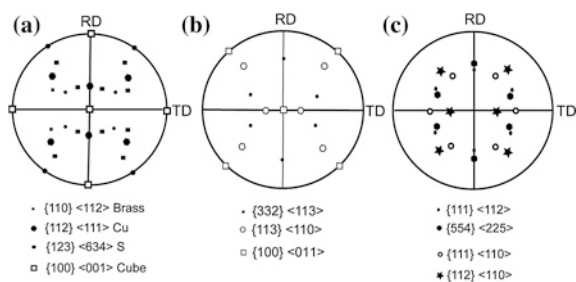 (a)
RD
TD
{110} <112> Brass
{112} <111> Cu
{123} <634> S
{100} <001> Cube
(b)
TD
{332} <113>
{113} <110>
{100} <011>
(c)
RD
TD
{111} <112>
{554} <225>
{111} <110>
{112} <110>